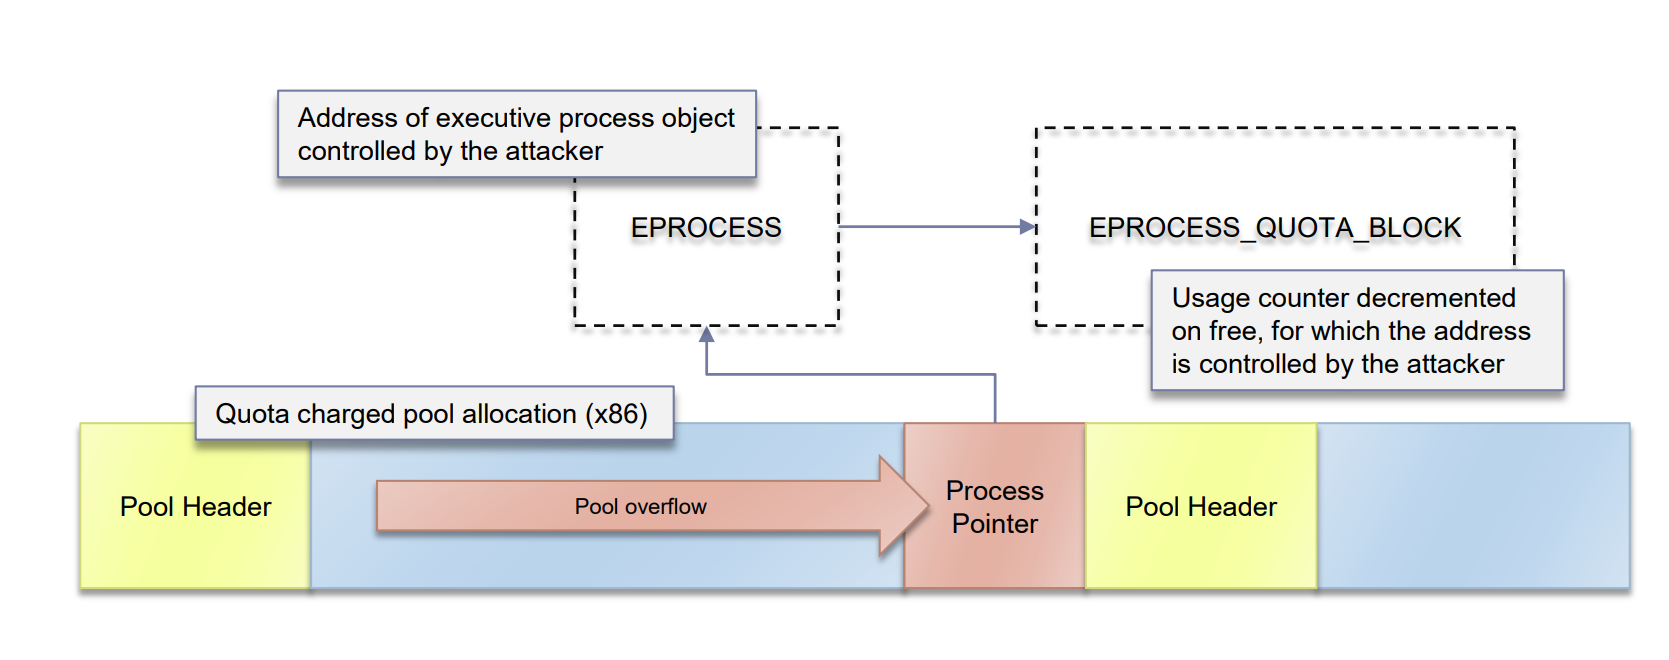 Address of executive process object
controlled by the attacker
EPROCESS
EPROCESS_QUOTA_BLOCK
Usage counter decremented
on free, for which the address
is controlled by the attacker
Quota charged pool allocation (x86)
Pool Header
Pool overflow
Process
Pointer
Pool Header